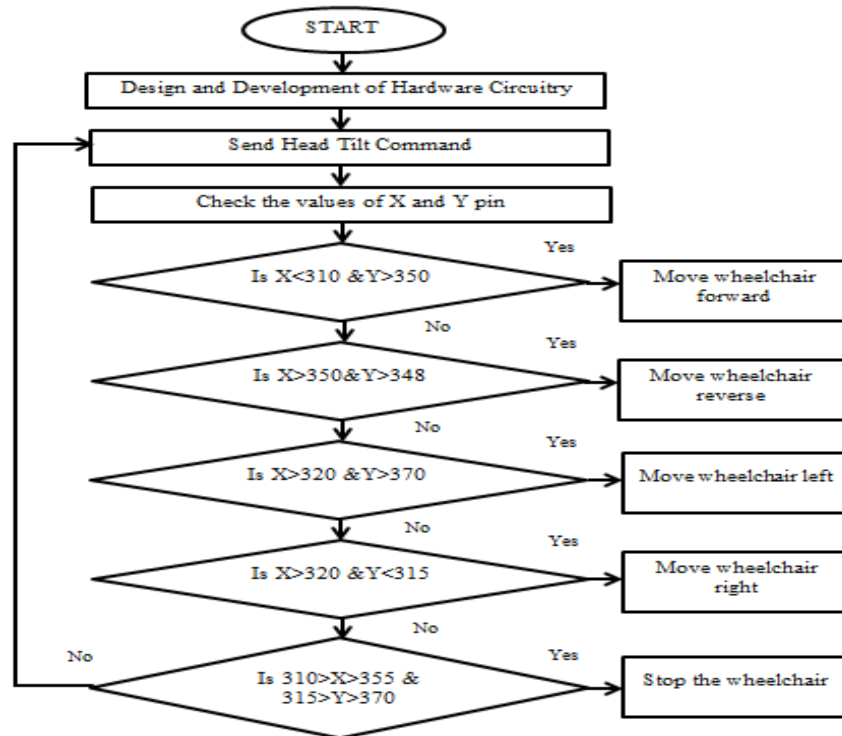 START
Design and Development of Hardware Circuitry
Send Head Tilt Command
Check the values of X and Y pin
Is X<310 &Y>350
Yes
Move wheelchair
forward
No
Is X>350&Y>348
Yes
Move wheelchair
reverse
No
Is X>320 &Y>370
Yes
Move wheelchair left
No
Is X>320 &Y<315
Yes
Move wheelchair
right
No
Is 310>X>355 &
315>Y>370
Yes
Stop the wheelchair
No